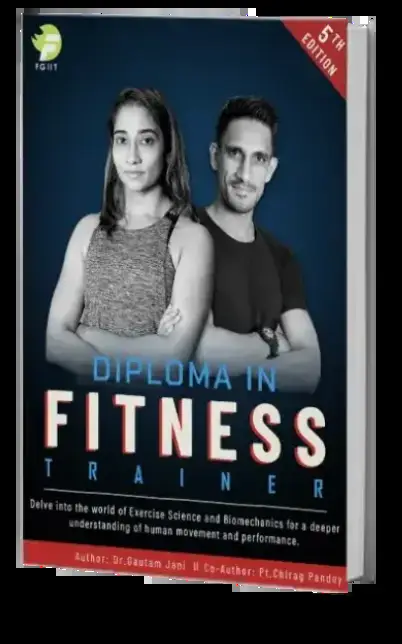 FGIIT
5TH
EDITION
DIPLOMA IN
FITNESS
TRAINER
Delve into the world of Exercise Science and Biomechanics for a deeper
understanding of human movement and performance.
Author: Dr.Gautam Jani || Co-Author: Pt.Chirag Pandey